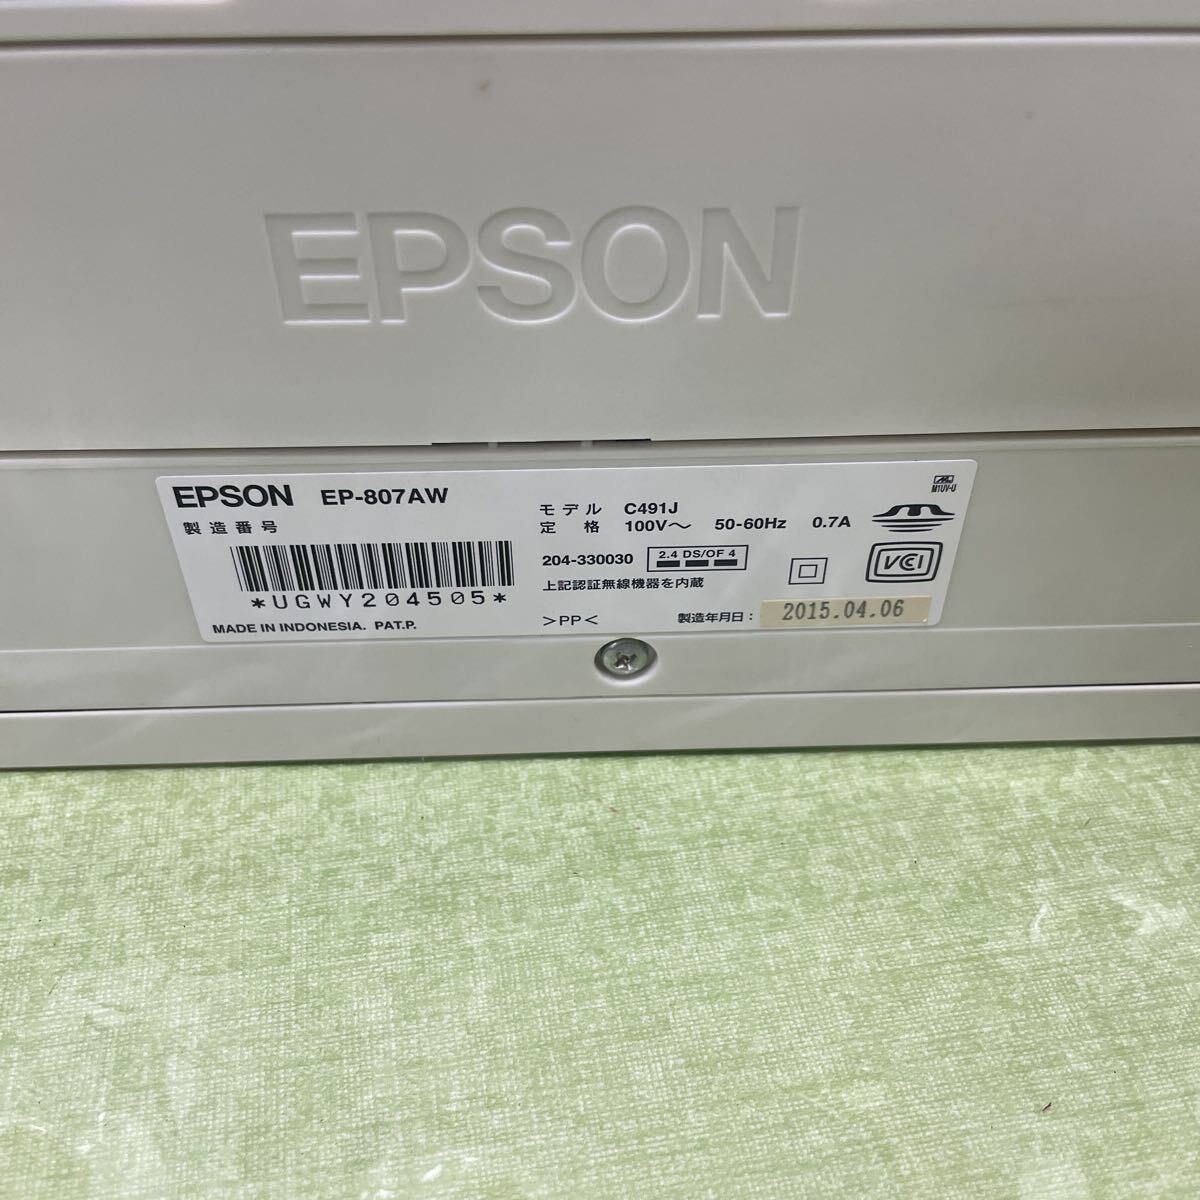 EPSON
EPSON EP-807AW
製造番号
*UGWY204505*
MADE IN INDONESIA. PAT.P.
モデル C491J
定格 100V～ 50-60Hz 0.7A
204-330030 2.4 DS/OF 4
上記認証無線機器を内蔵
>PP<
製造年月日： 2015.04.06
M1UV-U
VCI